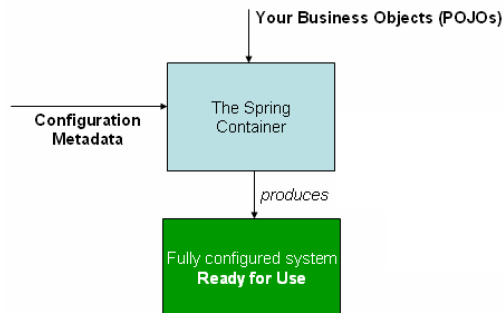 Your Business Objects (POJOs)
The Spring
Container
Configuration
Metadata
produces
Fully configured system
Ready for Use